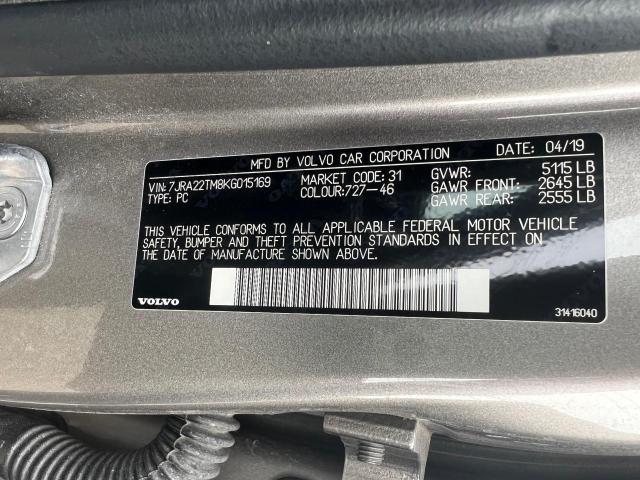 MFD BY VOLVO CAR CORPORATION DATE: 04/19
VIN: 7JRA22TM8KG015169 MARKET CODE: 31 GVWR: 5115 LB
TYPE: PC COLOUR:727-46 GAWR FRONT: 2645 LB
GAWR REAR: 2555 LB
THIS VEHICLE CONFORMS TO ALL APPLICABLE FEDERAL MOTOR VEHICLE
SAFETY, BUMPER AND THEFT PREVENTION STANDARDS IN EFFECT ON
THE DATE OF MANUFACTURE SHOWN ABOVE.
VOLVO 31416040